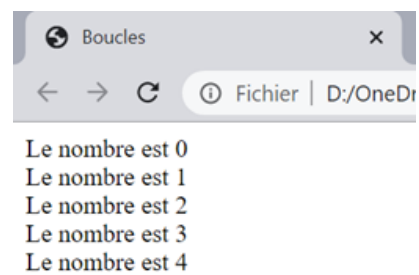 Boucles
Fichier | D:/OneDr
Le nombre est 0
Le nombre est 1
Le nombre est 2
Le nombre est 3
Le nombre est 4